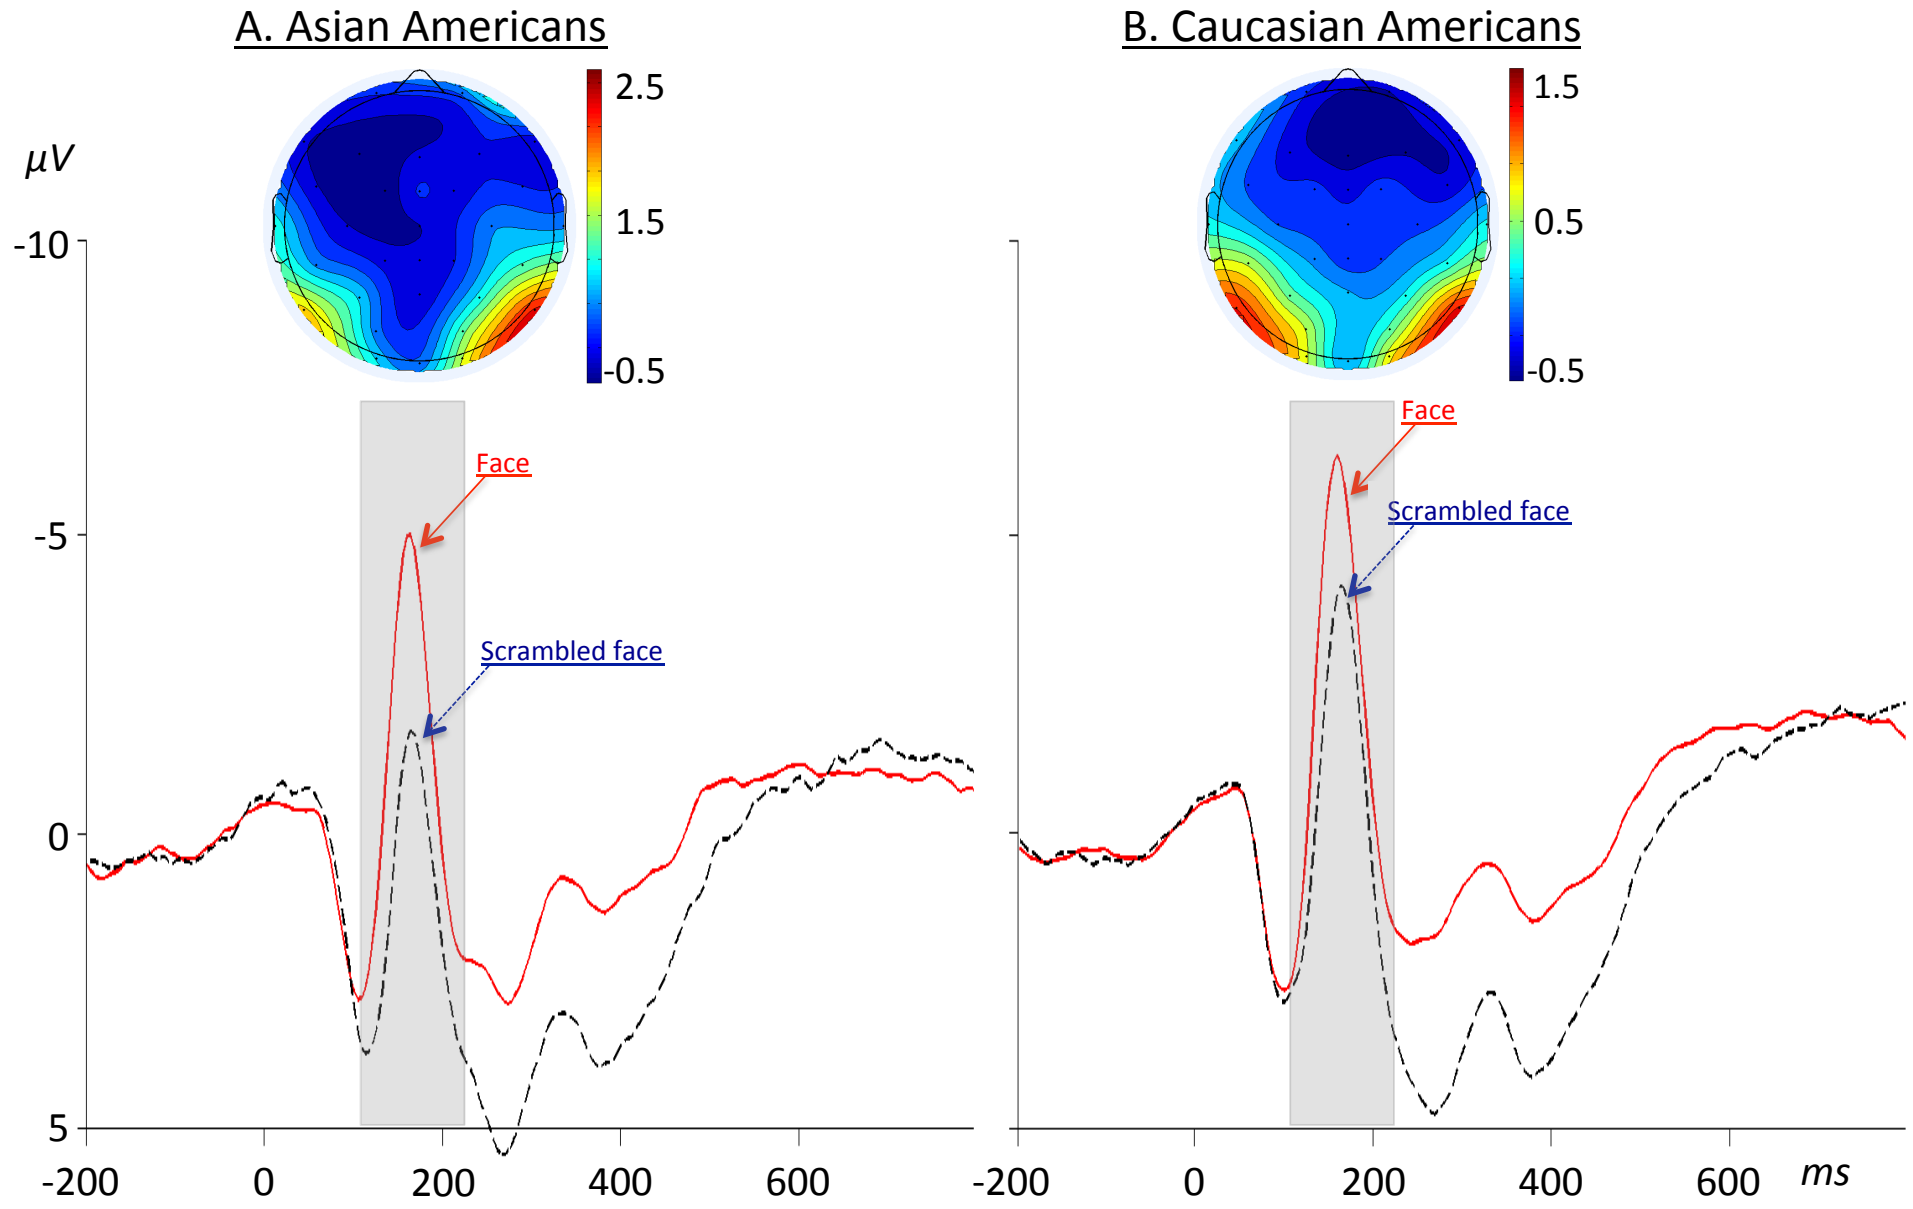 A. Asian Americans
B. Caucasian Americans
2.5
1.5
-0.5
1.5
0.5
-0.5
μV
-10
-5
0
5
Face
Scrambled face
Face
Scrambled face
-200 0 200 400 600
-200 0 200 400 600 ms